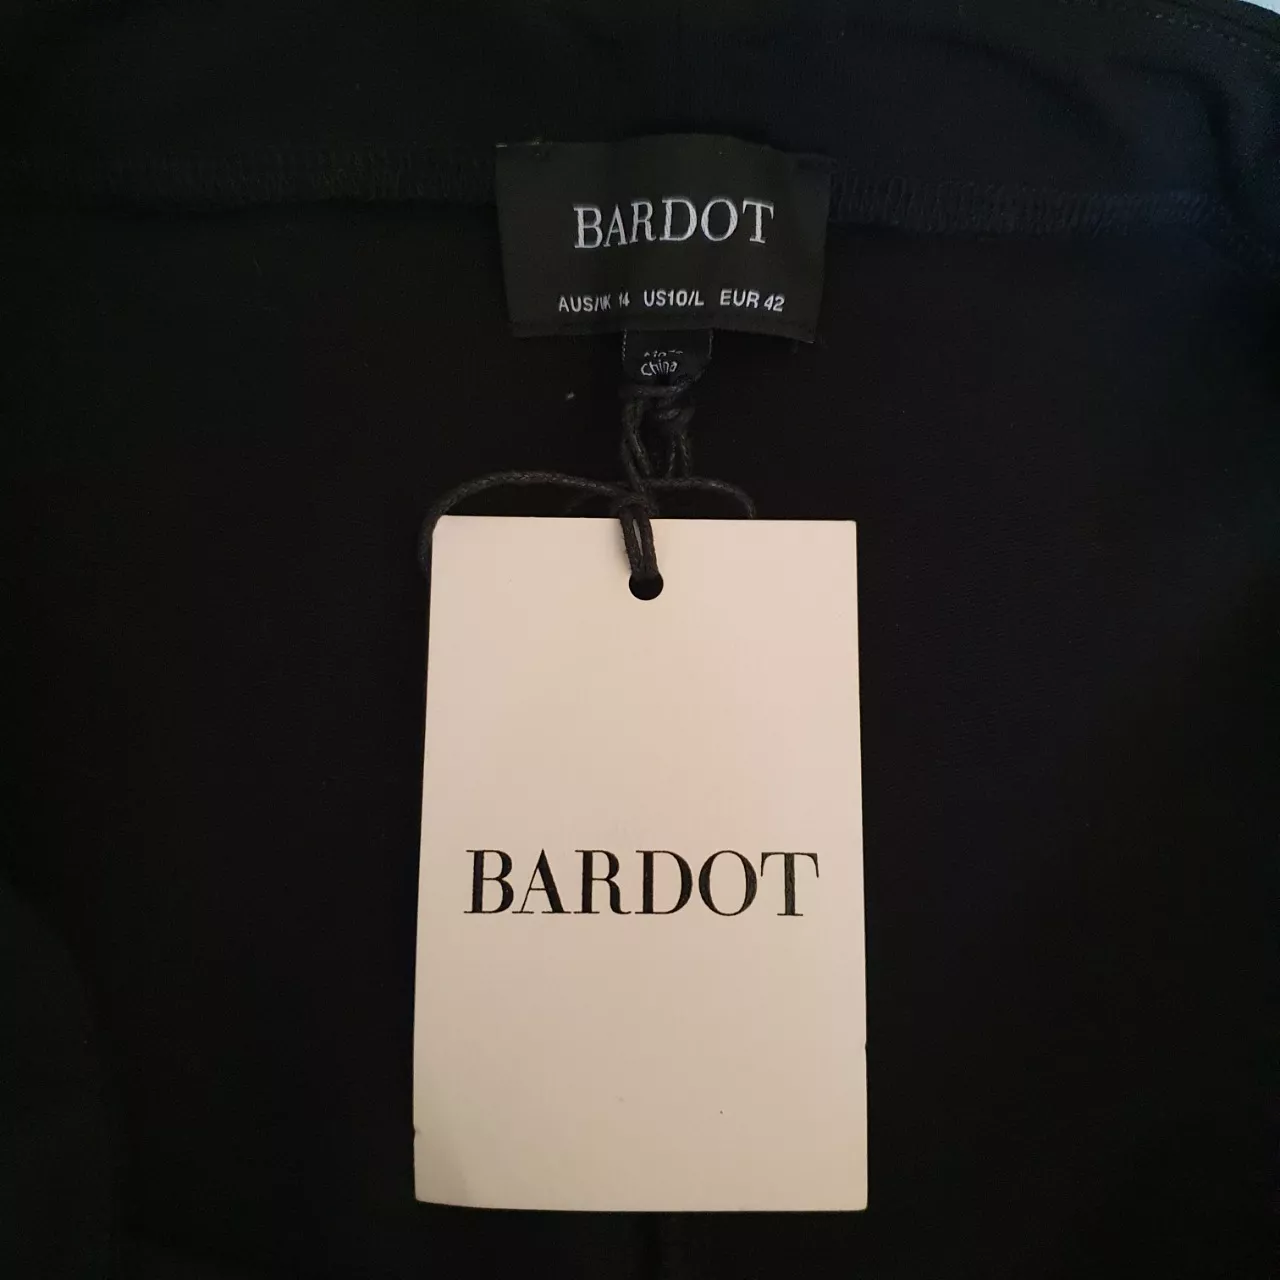 BARDOT
AUS/UK 14 US10/L EUR 42
China
BARDOT